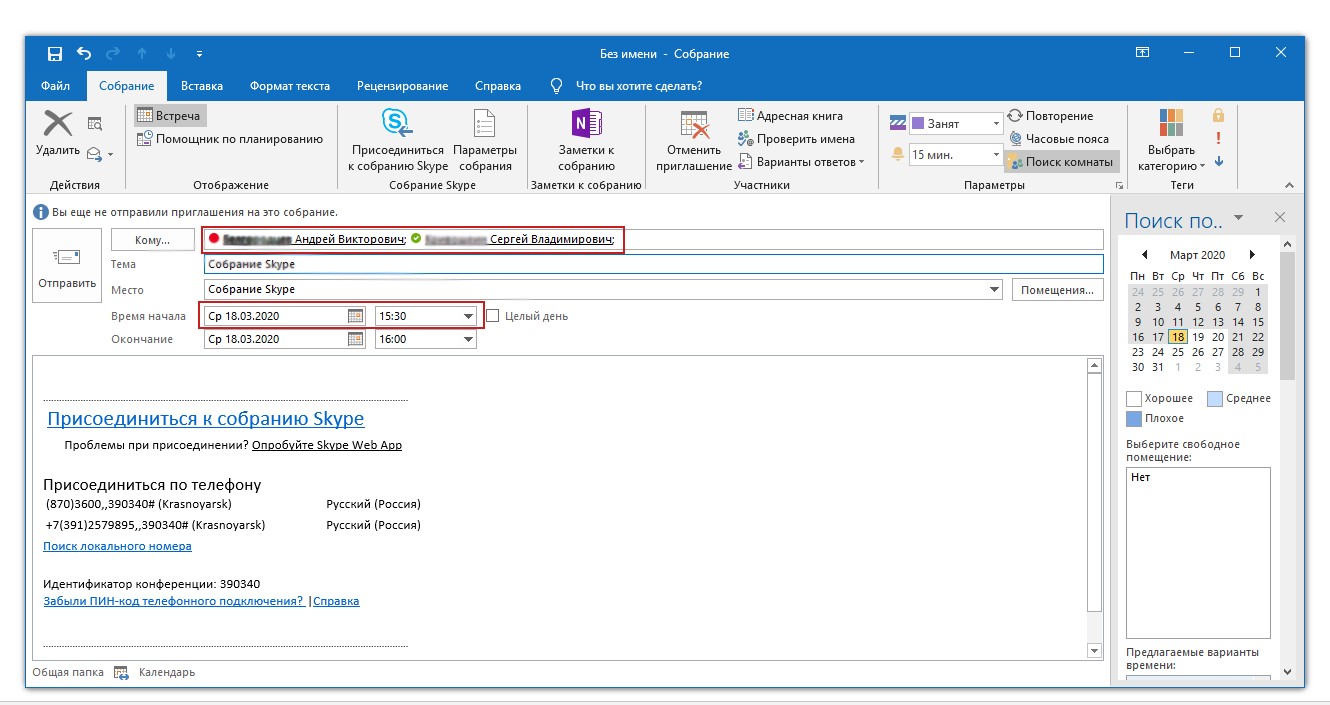 Без имени - Собрание
Файл Собрание Вставка Формат текста Рецензирование Справка Что вы хотите сделать?
Удалить
Действия
Встреча
Помощник по планированию
Отображение
Присоединиться к собранию Skype
Параметры собрания
Собрание Skype
Заметки к собранию
Заметки к собранию
Отменить приглашение
Адресная книга
Проверить имена
Варианты ответов
Участники
Занят
15 мин.
Повторение
Часовые пояса
Поиск комнаты
Параметры
Выбрать категорию
Теги
Вы еще не отправили приглашения на это собрание.
Отправить
Кому... Андрей Викторович; Сергей Владимирович;
Тема Собрание Skype
Место Собрание Skype Помещения...
Время начала Ср 18.03.2020 15:30 Целый день
Окончание Ср 18.03.2020 16:00
Присоединиться к собранию Skype
Проблемы при присоединении? Опробуйте Skype Web App
Присоединиться по телефону
(870)3600,,390340# (Krasnoyarsk) Русский (Россия)
+7(391)2579895,,390340# (Krasnoyarsk) Русский (Россия)
Поиск локального номера
Идентификатор конференции: 390340
Забыли ПИН-код телефонного подключения? |Справка
Общая папка Календарь
Поиск по..
Март 2020
Пн Вт Ср Чт Пт Сб Вс
24 25 26 27 28 29 1
2 3 4 5 6 7 8
9 10 11 12 13 14 15
16 17 18 19 20 21 22
23 24 25 26 27 28 29
30 31 1 2 3 4 5
Хорошее Среднее
Плохое
Выберите свободное
помещение:
Нет
Предлагаемые варианты
времени: